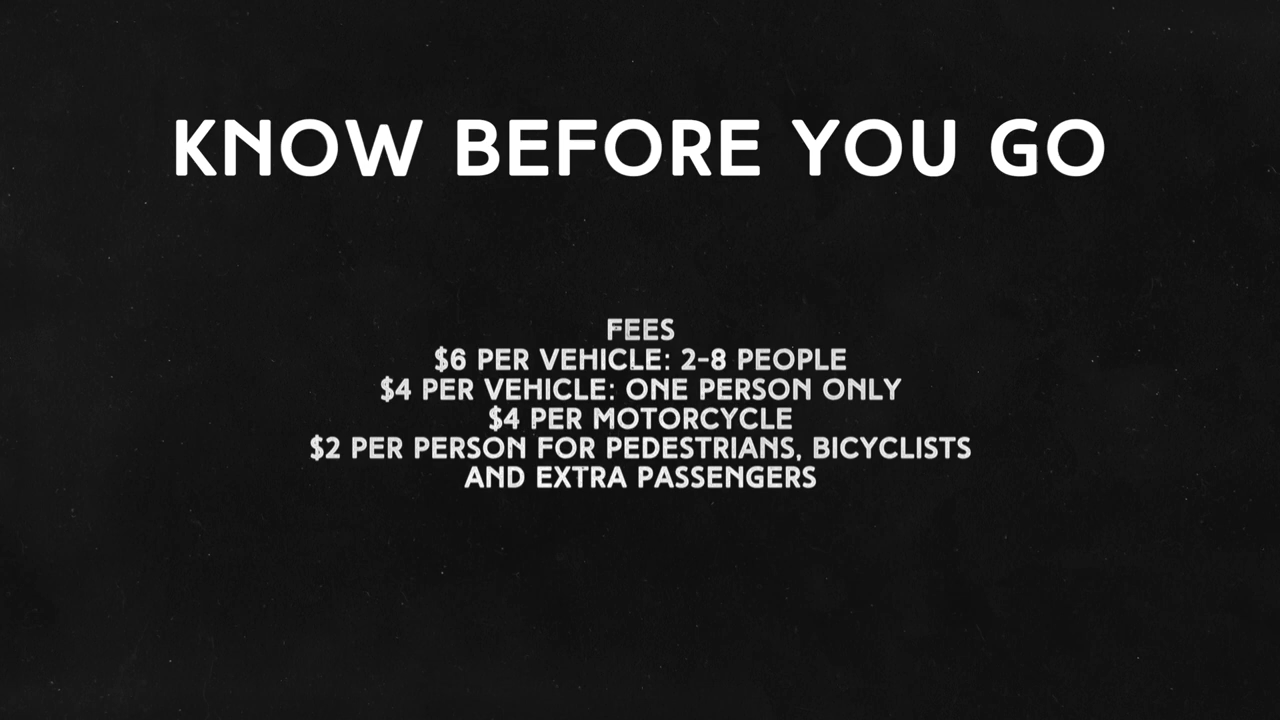 KNOW BEFORE YOU GO
FEES
$6 PER VEHICLE: 2-8 PEOPLE
$4 PER VEHICLE: ONE PERSON ONLY
$4 PER MOTORCYCLE
$2 PER PERSON FOR PEDESTRIANS, BICYCLISTS
AND EXTRA PASSENGERS